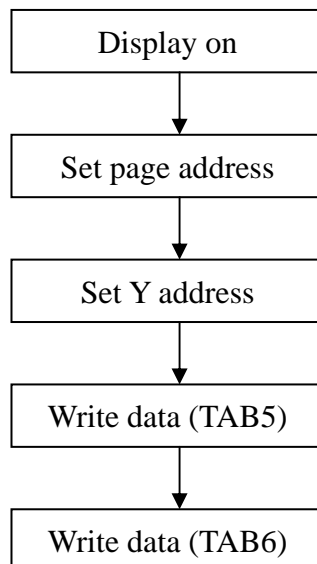 Display on
Set page address
Set Y address
Write data (TAB5)
Write data (TAB6)